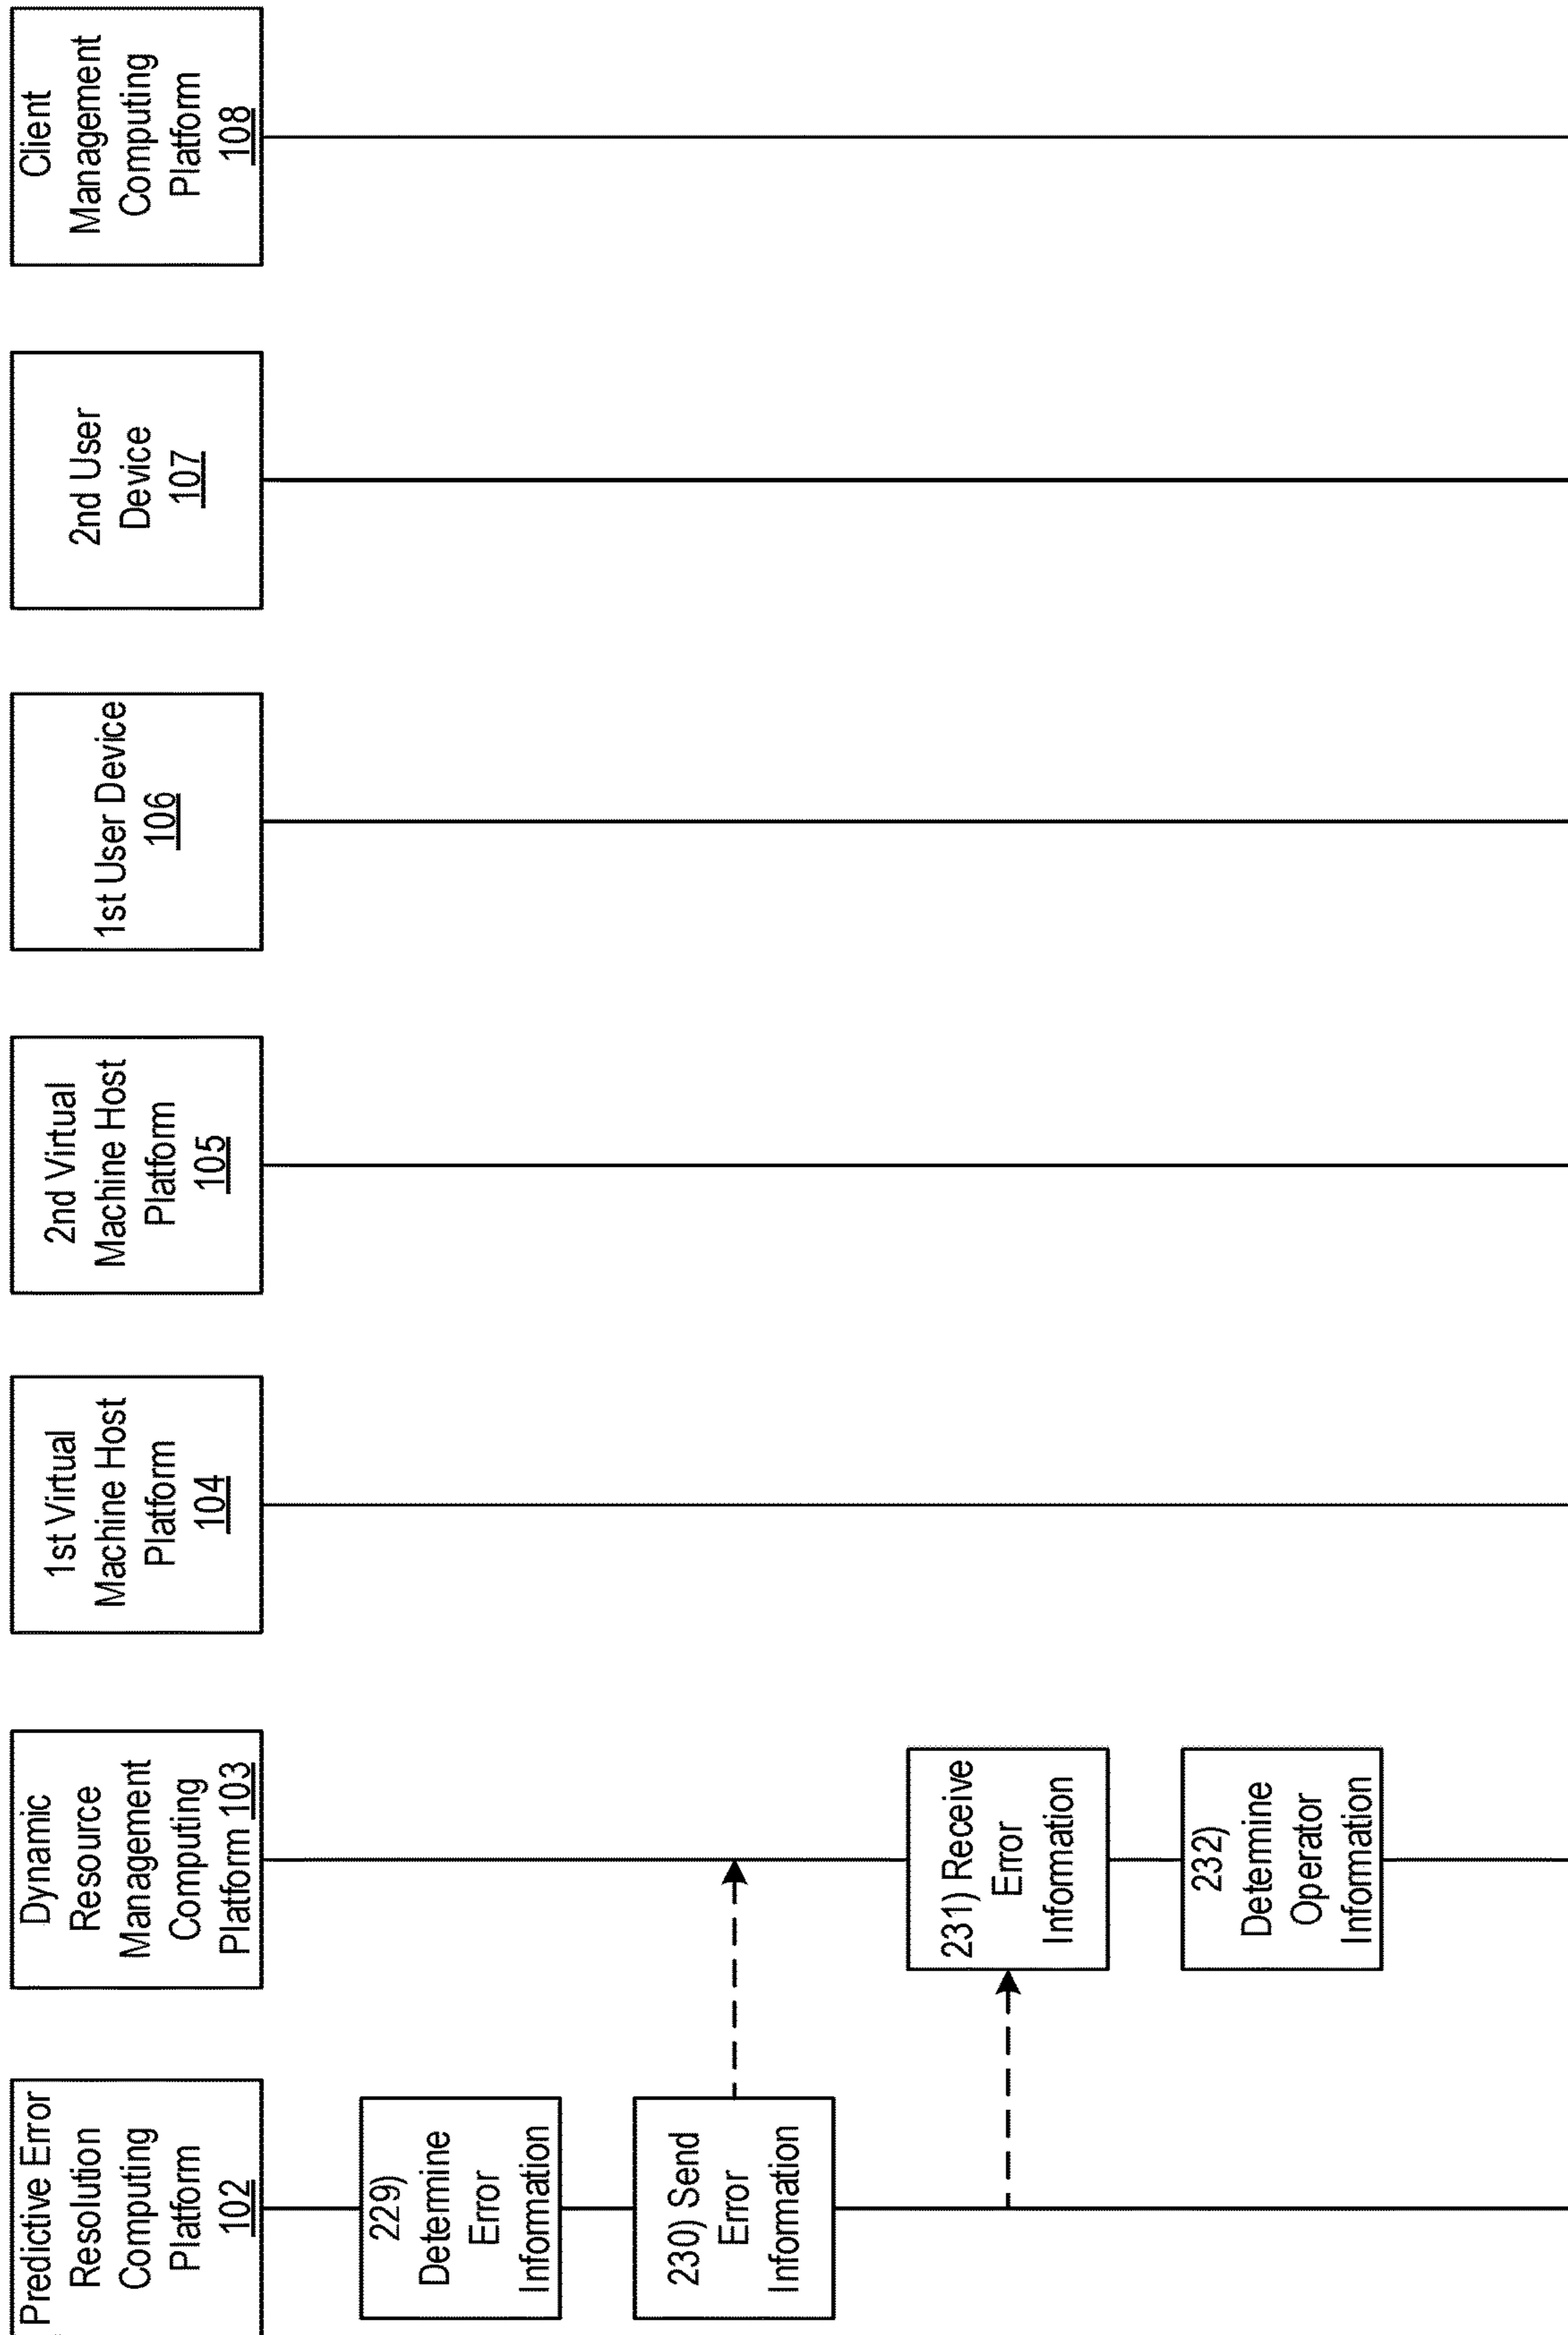 Predictive Error
Resolution
Computing
Platform
102
Dynamic
Resource
Management
Computing
Platform 103
1st Virtual
Machine Host
Platform
104
2nd Virtual
Machine Host
Platform
105
1st User Device
106
2nd User
Device
107
Client
Management
Computing
Platform
108
229)
Determine
Error
Information
230) Send
Error
Information
231) Receive
Error
Information
232)
Determine
Operator
Information